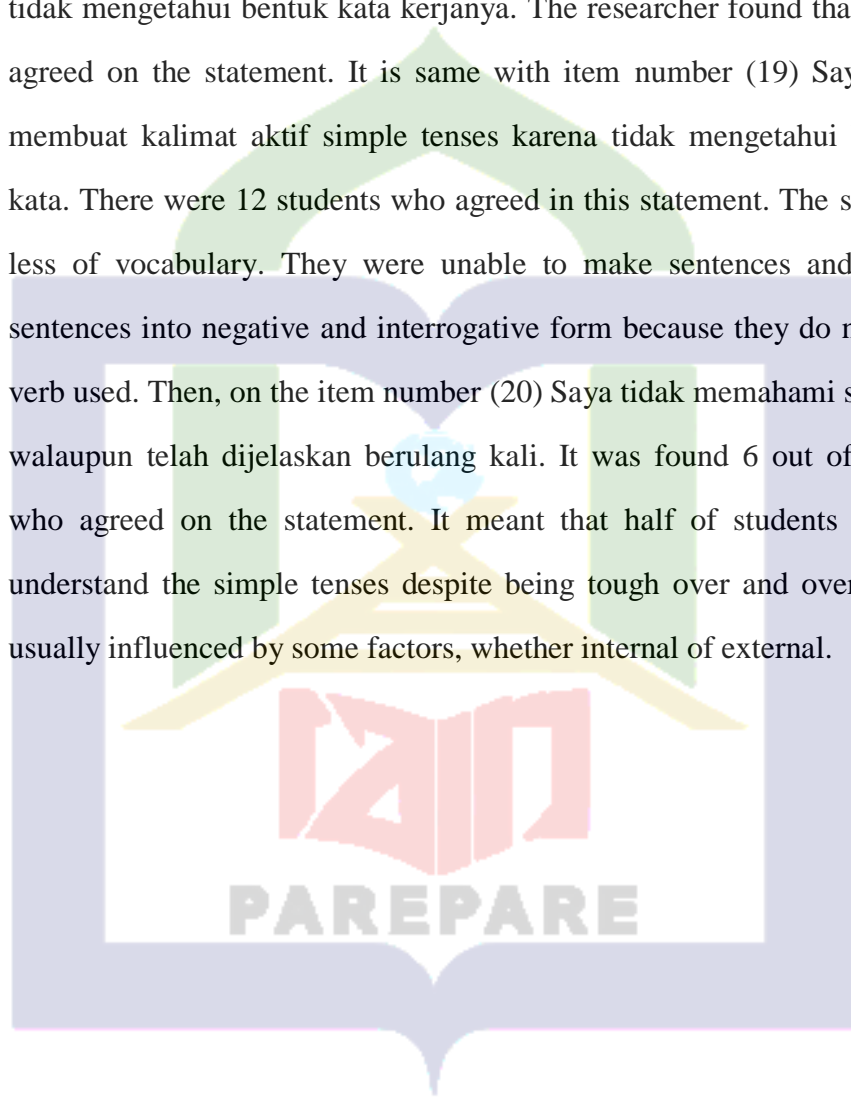 tidak mengetahui bentuk kata kerjanya. The researcher found tha
agreed on the statement. It is same with item number (19) Say
membuat kalimat aktif simple tenses karena tidak mengetahui
kata. There were 12 students who agreed in this statement. The s
less of vocabulary. They were unable to make sentences and
sentences into negative and interrogative form because they do n
verb used. Then, on the item number (20) Saya tidak memahami s
walaupun telah dijelaskan berulang kali. It was found 6 out of
who agreed on the statement. It meant that half of students
understand the simple tenses despite being tough over and over
usually influenced by some factors, whether internal of external.
iain
PAREPARE